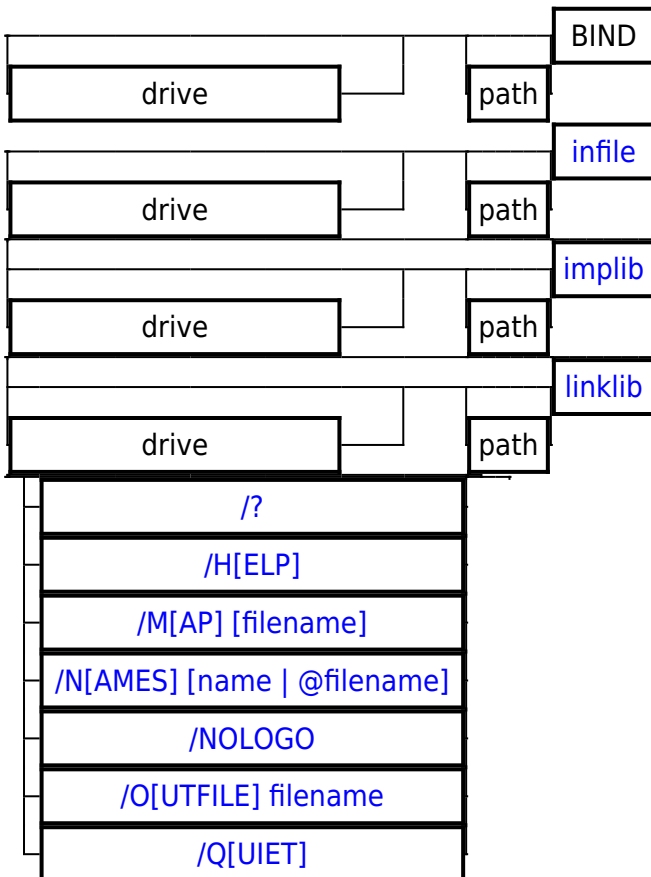 BIND
drive path
infile
drive path
implib
drive path
linklib
drive path
/?
/H[ELP]
/M[AP] [filename]
/N[AMES] [name | @filename]
/NOLOGO
/O[UTFILE] filename
/Q[UIET]